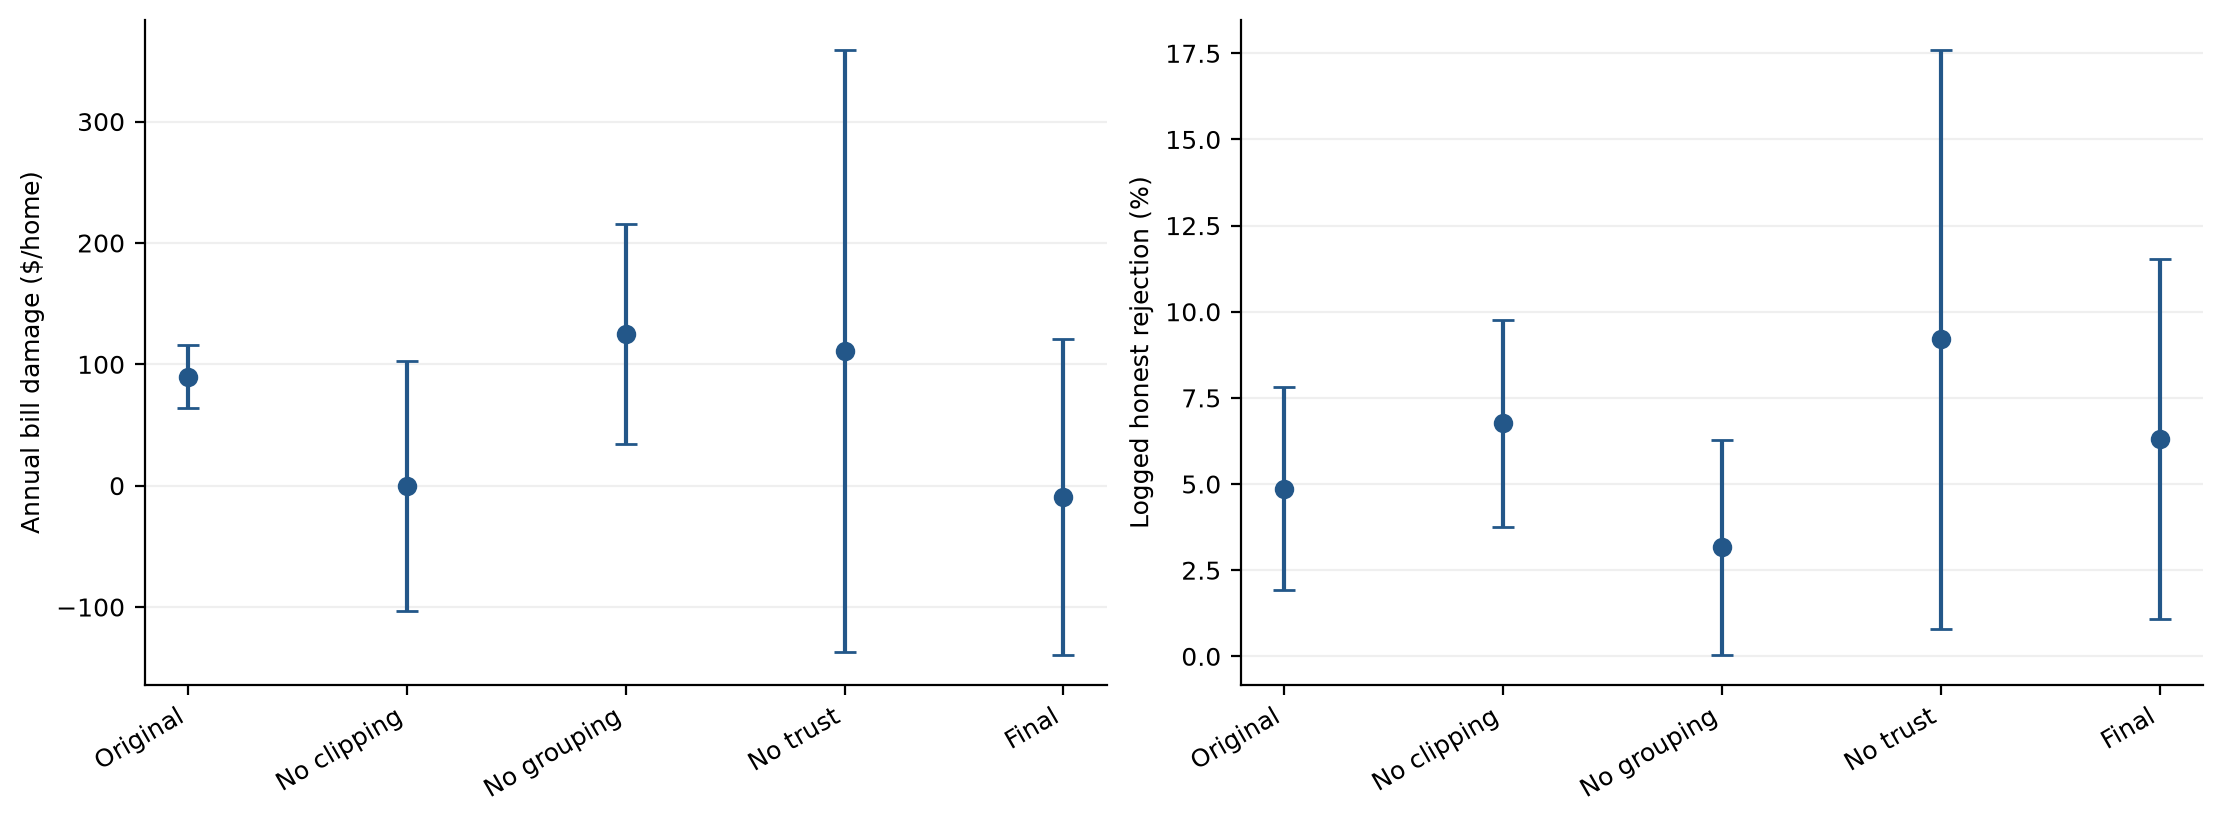 Annual bill damage ($/home)
300
200
100
0
−100
Original
No clipping
No grouping
No trust
Final
Logged honest rejection (%)
17.5
15.0
12.5
10.0
7.5
5.0
2.5
0.0
Original
No clipping
No grouping
No trust
Final